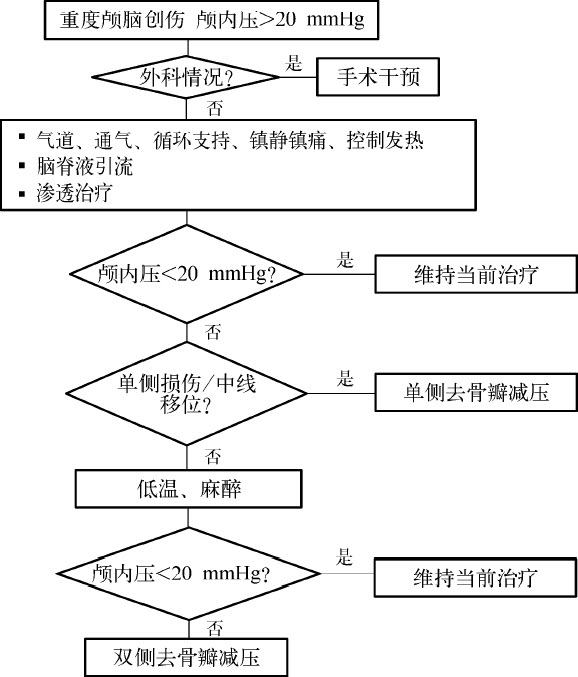 重度颅脑创伤 颅内压>20 mmHg
外科情况?
是
手术干预
否
▪ 气道、通气、循环支持、镇静镇痛、控制发热
▪ 脑脊液引流
▪ 渗透治疗
颅内压<20 mmHg?
是
维持当前治疗
否
单侧损伤/中线
移位?
是
单侧去骨瓣减压
否
低温、麻醉
颅内压<20 mmHg?
是
维持当前治疗
否
双侧去骨瓣减压